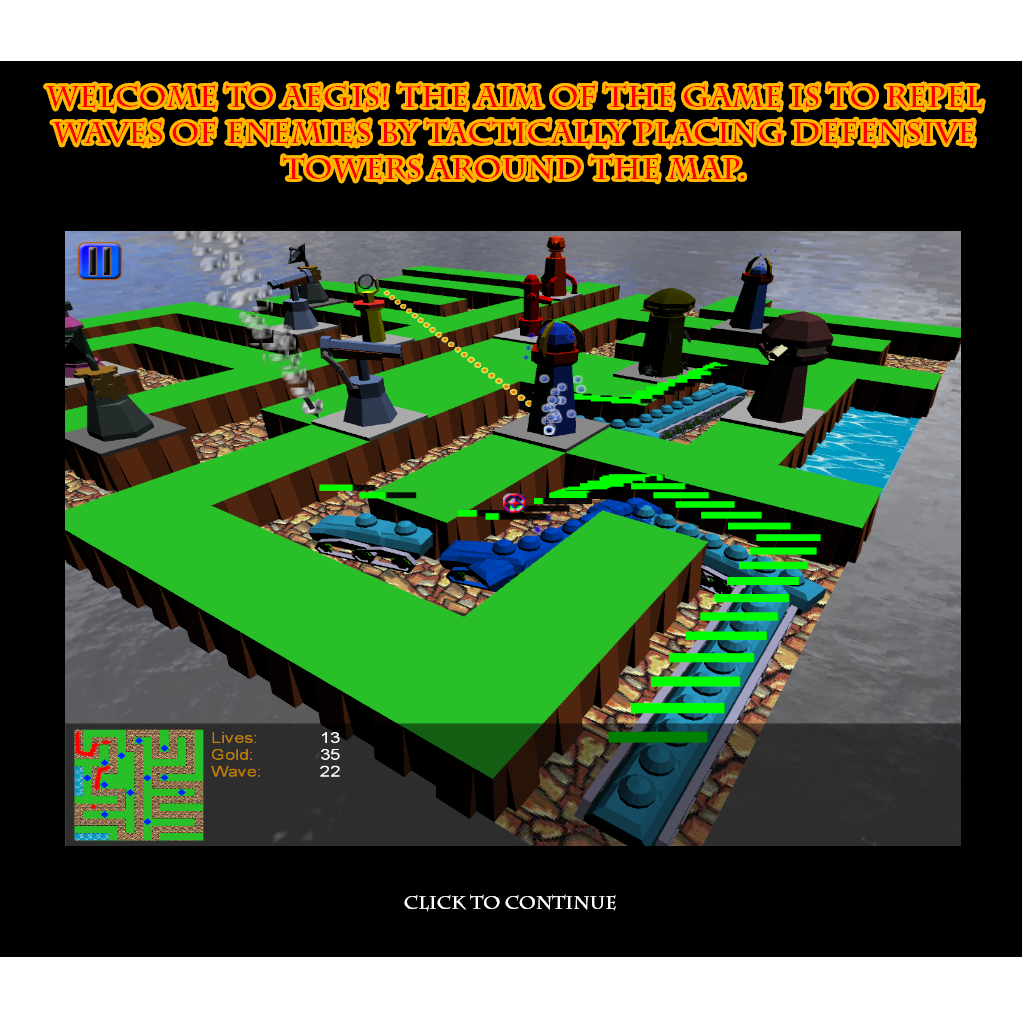 WELCOME TO AEGIS! THE AIM OF THE GAME IS TO REPEL
WAVES OF ENEMIES BY TACTICALLY PLACING DEFENSIVE
TOWERS AROUND THE MAP.
Lives: 13
Gold: 35
Wave: 22
CLICK TO CONTINUE